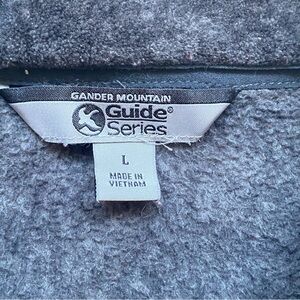 GANDER MOUNTAIN
Guide®
Series
L
MADE IN
VIETNAM